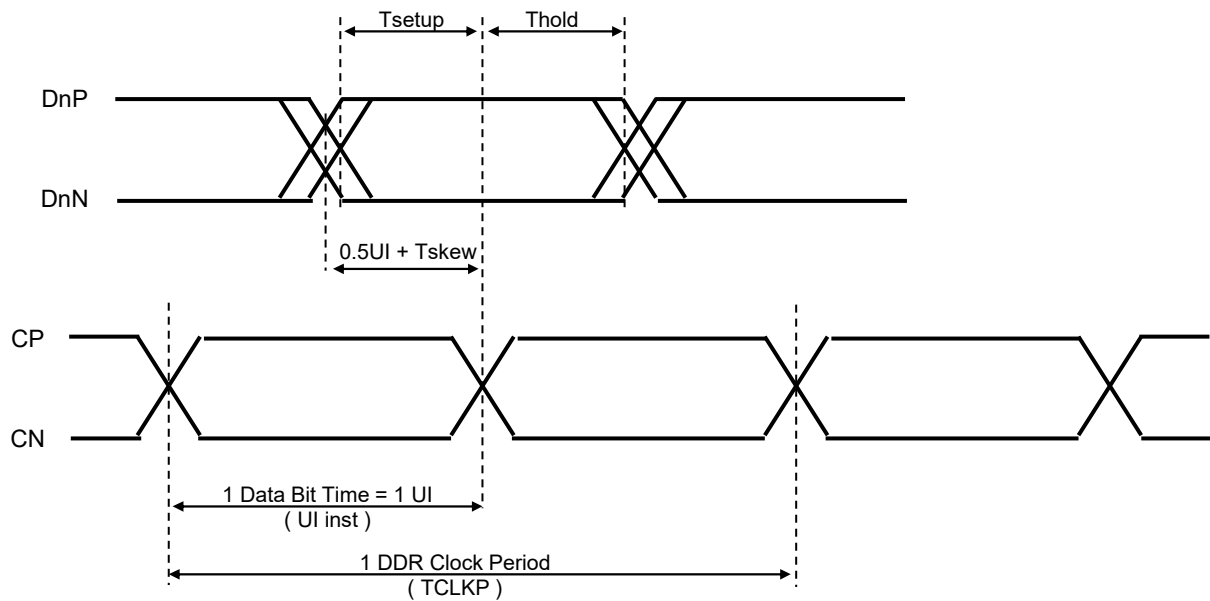 Tsetup
Thold
DnP
DnN
0.5UI + Tskew
CP
CN
1 Data Bit Time = 1 UI
( UI inst )
1 DDR Clock Period
( TCLKP )